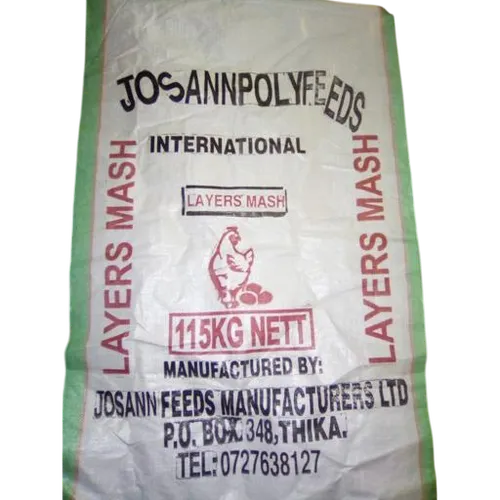 JOSANNPOLYFEEDS
INTERNATIONAL
LAYERS MASH
LAYERS MASH
LAYERS MASH
115KG NETT
MANUFACTURED BY:
JOSANN FEEDS MANUFACTURERS LTD
P.O. BOX 348, THIKA.
TEL: 0727638127